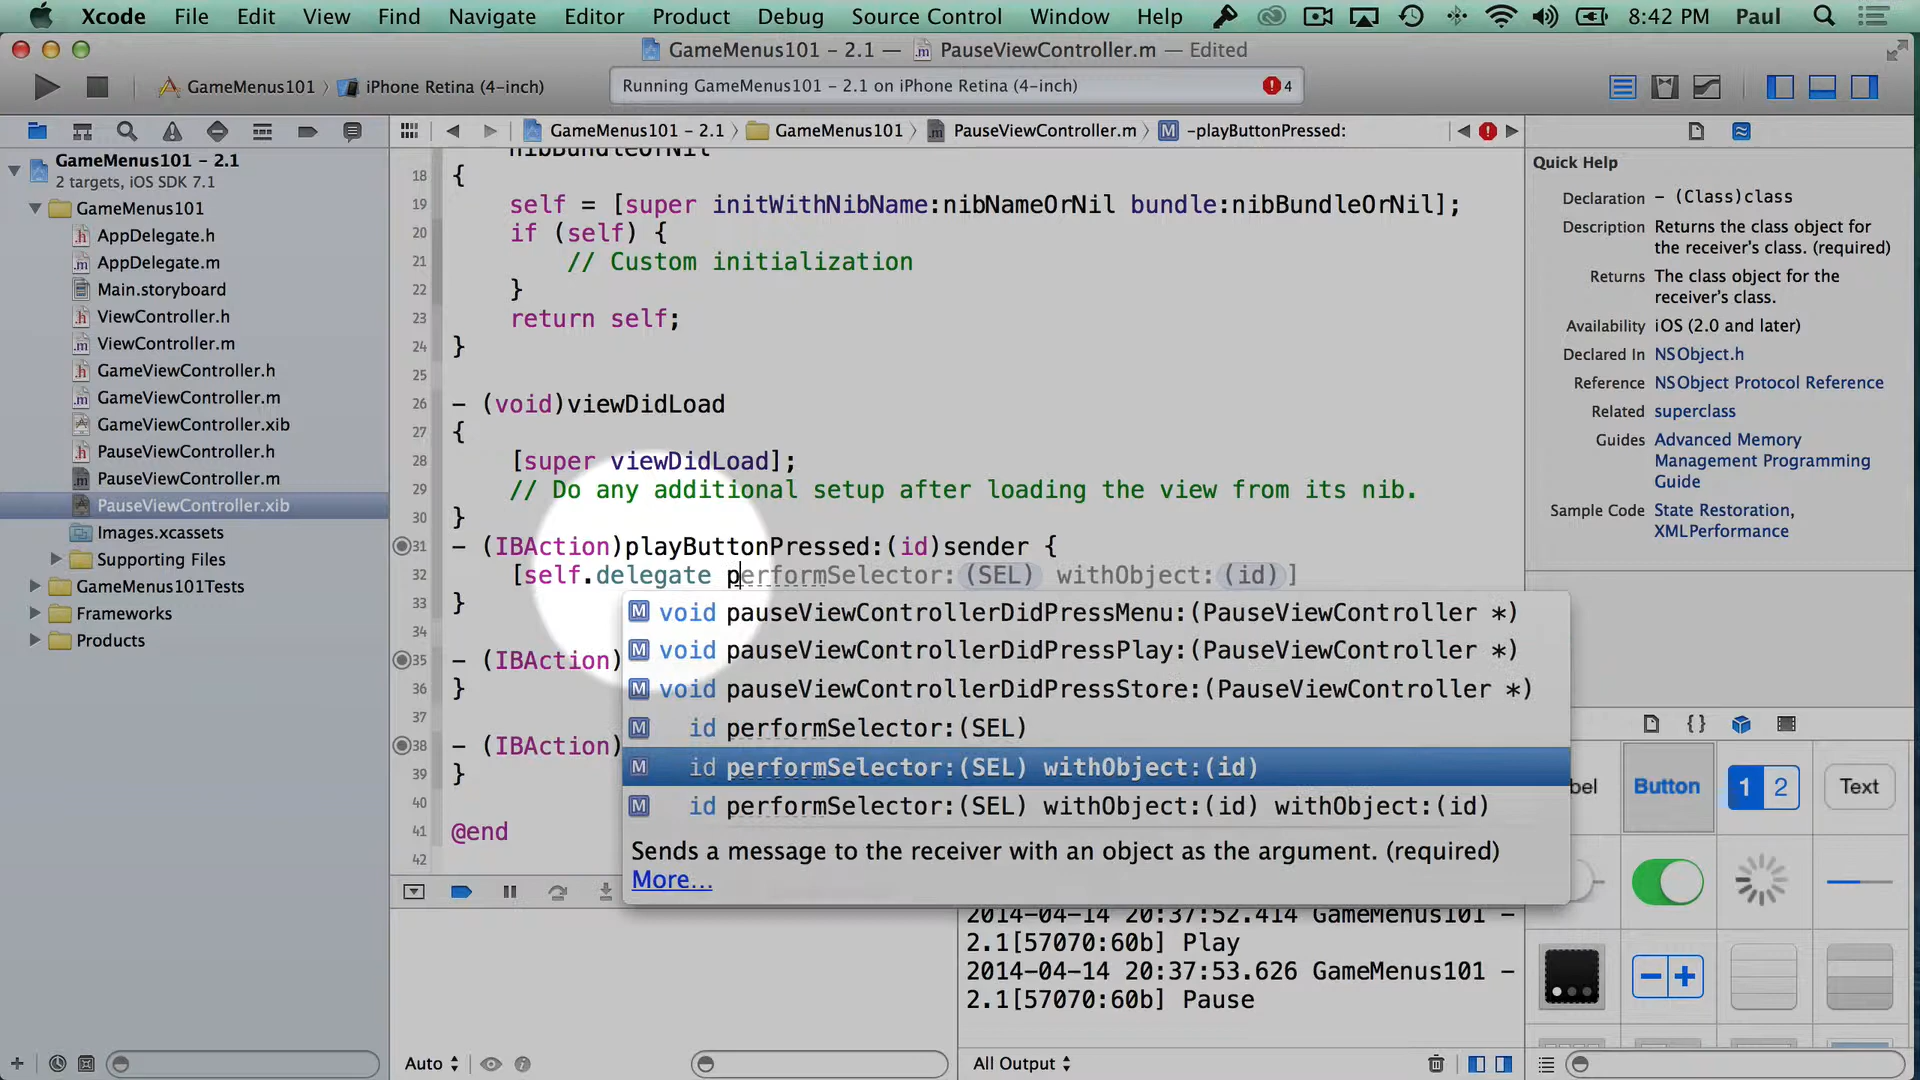 Xcode File Edit View Find Navigate Editor Product Debug Source Control Window Help 8:42 PM Paul
GameMenus101 - 2.1 — PauseViewController.m — Edited
GameMenus101 〉 iPhone Retina (4-inch)
Running GameMenus101 - 2.1 on iPhone Retina (4-inch) 4
GameMenus101 - 2.1 〉 GameMenus101 〉 PauseViewController.m 〉 M -playButtonPressed:
GameMenus101 - 2.1
2 targets, iOS SDK 7.1
GameMenus101
AppDelegate.h
AppDelegate.m
Main.storyboard
ViewController.h
ViewController.m
GameViewController.h
GameViewController.m
GameViewController.xib
PauseViewController.h
PauseViewController.m
PauseViewController.xib
Images.xcassets
Supporting Files
GameMenus101Tests
Frameworks
Products
nibBundleOrNil
18 {
19 self = [super initWithNibName:nibNameOrNil bundle:nibBundleOrNil];
20 if (self) {
21 // Custom initialization
22 }
23 return self;
24 }
25
26 - (void)viewDidLoad
27 {
28 [super viewDidLoad];
29 // Do any additional setup after loading the view from its nib.
30 }
31 - (IBAction)playButtonPressed:(id)sender {
32 [self.delegate performSelector:(SEL) withObject:(id)]
33 }
34
35 - (IBAction)
36 }
37
38 - (IBAction)
39 }
40
41 @end
42
M void pauseViewControllerDidPressMenu:(PauseViewController *)
M void pauseViewControllerDidPressPlay:(PauseViewController *)
M void pauseViewControllerDidPressStore:(PauseViewController *)
M id performSelector:(SEL)
M id performSelector:(SEL) withObject:(id)
M id performSelector:(SEL) withObject:(id) withObject:(id)
Sends a message to the receiver with an object as the argument. (required)
More...
2014-04-14 20:37:52.414 GameMenus101 -
2.1[57070:60b] Play
2014-04-14 20:37:53.626 GameMenus101 -
2.1[57070:60b] Pause
Auto
All Output
Quick Help
Declaration - (Class)class
Description Returns the class object for
the receiver's class. (required)
Returns The class object for the
receiver's class.
Availability iOS (2.0 and later)
Declared In NSObject.h
Reference NSObject Protocol Reference
Related superclass
Guides Advanced Memory
Management Programming
Guide
Sample Code State Restoration,
XMLPerformance
bel Button 1 2 Text